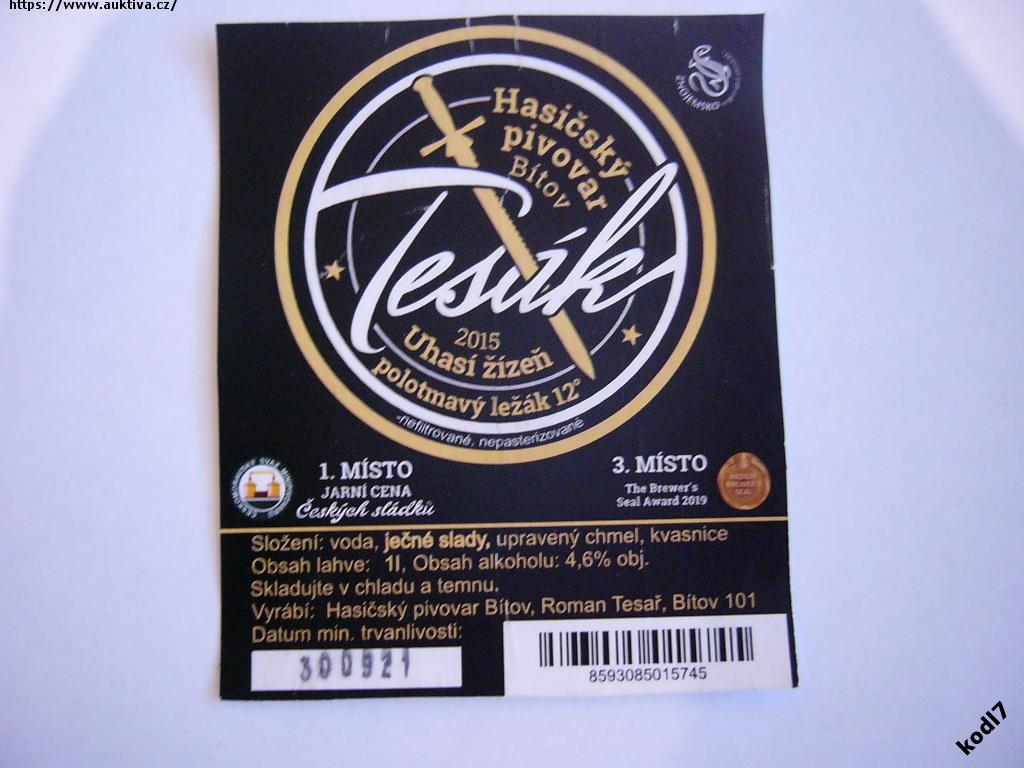 https://www.auktiva.cz/
ZNOJEMSKO
Hasičský
pivovar
Bítov
Tesák
2015
Uhasí žízeň
polotmavý ležák 12°
-nefiltrované, nepasterizované
1. MÍSTO
JARNÍ CENA
Českých sládků
3. MÍSTO
The Brewer's
Seal Award 2019
BREWER'S
SEAL
Složení: voda, ječné slady, upravený chmel, kvasnice
Obsah lahve: 1l, Obsah alkoholu: 4,6% obj.
Skladujte v chladu a temnu.
Vyrábí: Hasičský pivovar Bítov, Roman Tesař, Bítov 101
Datum min. trvanlivosti:
300921
8593085015745
kodl7